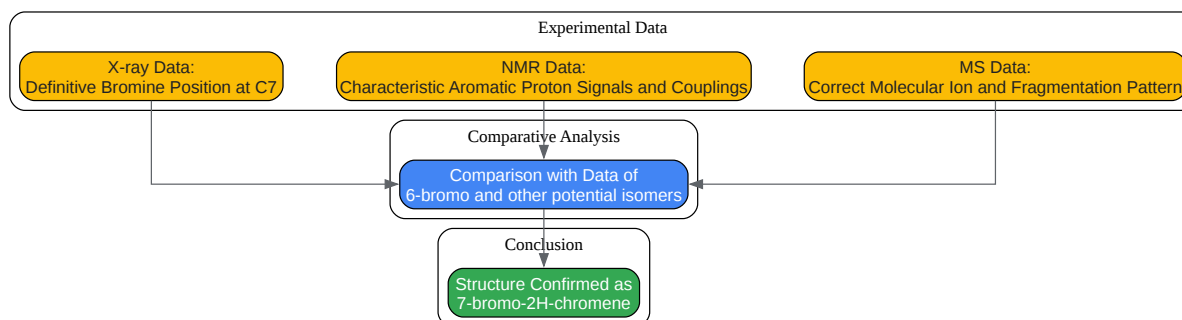 Experimental Data
X-ray Data:
Definitive Bromine Position at C7
NMR Data:
Characteristic Aromatic Proton Signals and Couplings
MS Data:
Correct Molecular Ion and Fragmentation Pattern
Comparative Analysis
Comparison with Data of
6-bromo and other potential isomers
Conclusion
Structure Confirmed as
7-bromo-2H-chromene